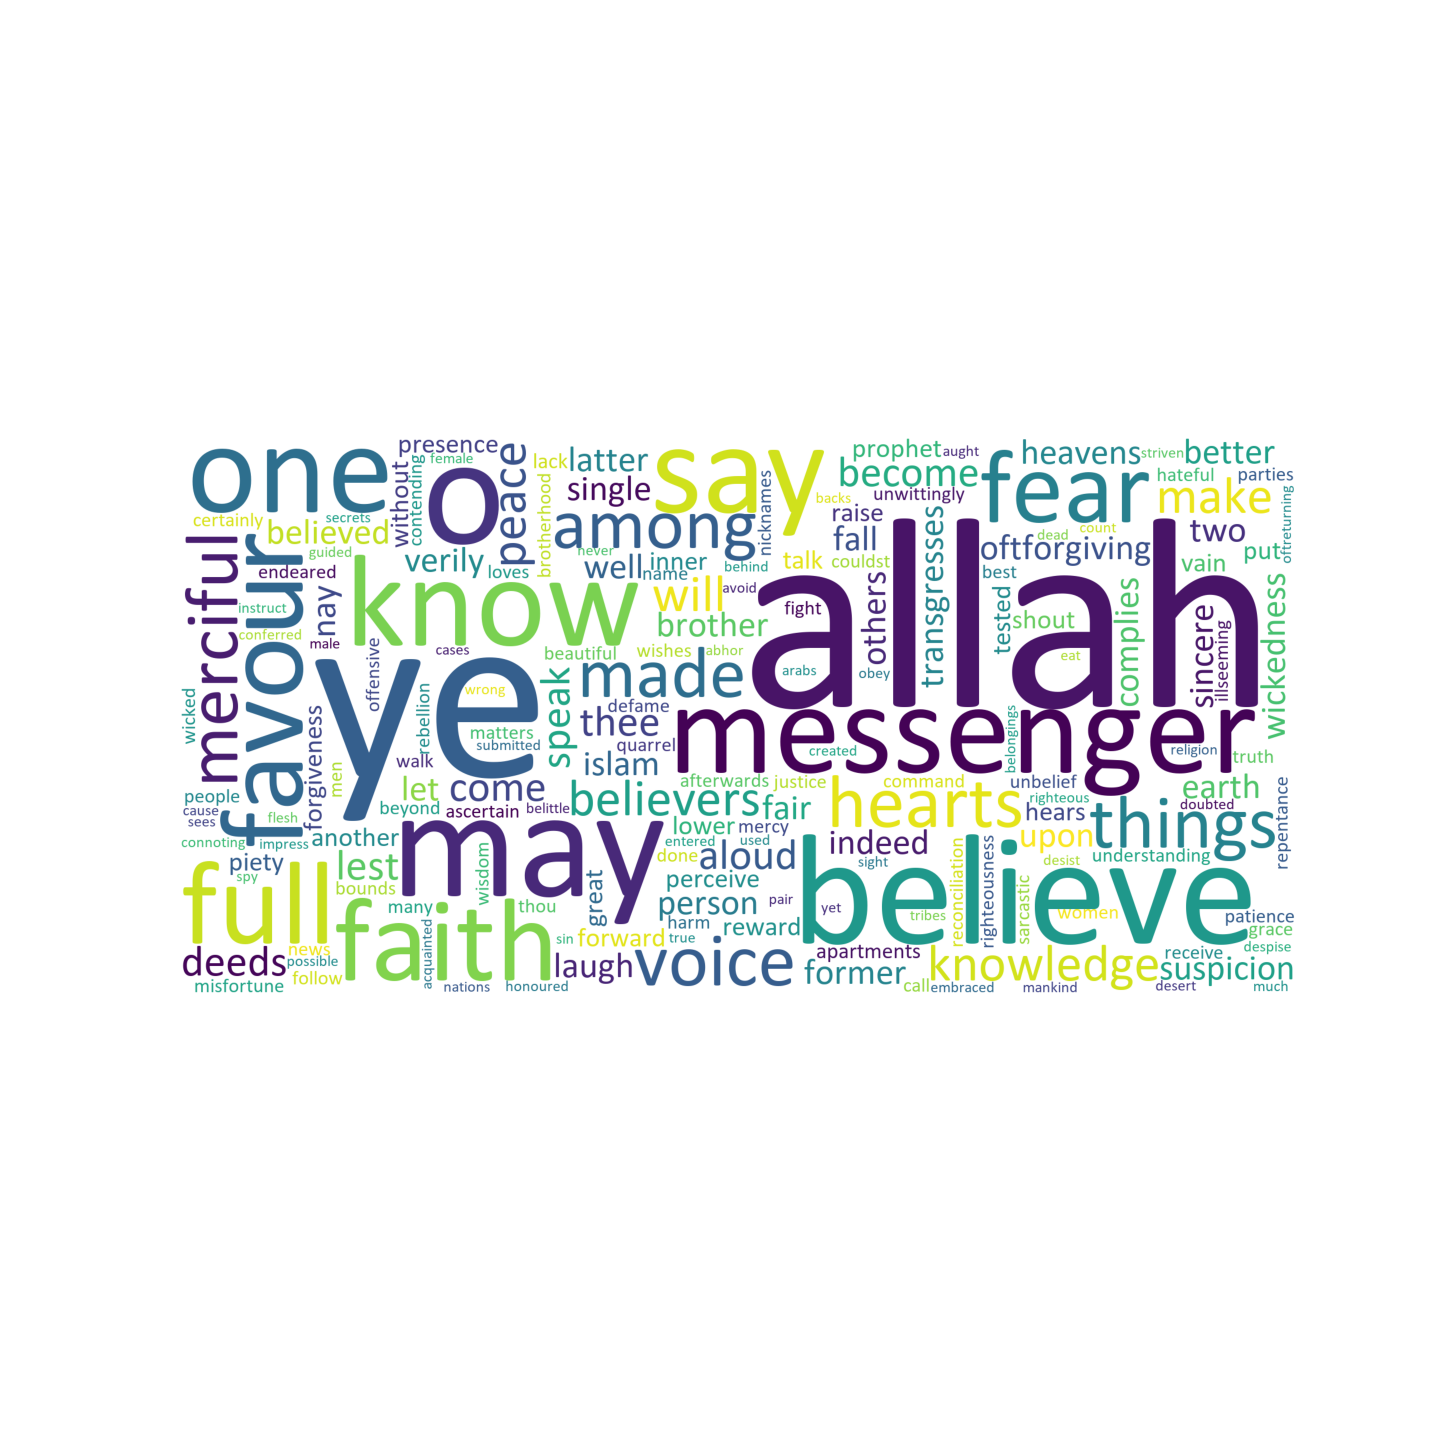 one
presence
o
female
peace
lack
latter
say
prophet
aught
heavens
striven
better
fear
hateful
parties
become
single
unwittingly
make
backs
nicknames
certainly
secrets
contending
without
believed
brotherhood
among
raise
fall
two
dead
count
oftreturning
guided
merciful
favour
verily
loves
never
well
name
inner
behind
talk
couldst
transgresses
oftforgiving
best
vain
put
endeared
nay
know
will
avoid
allah
others
tested
shout
complies
sincere
illseeming
wickedness
instruct
conferred
male
offensive
cases
beautiful
wishes
abhor
brother
fight
arabs
obey
eat
wicked
forgiveness
men
ye
rebellion
wrong
matters
submitted
speak
made
defame
thee
quarrel
messenger
created
belongings
religion
truth
walk
islam
people
cause
sees
flesh
let
beyond
come
ascertain
belittle
believers
afterwards
justice
fair
command
hearts
unbelief
righteous
hears
earth
doubted
repentance
connoting
impress
another
may
lower
mercy
entered
used
indeed
upon
things
piety
spy
lest
bounds
wisdom
great
done
aloud
perceive
sight
believe
reconciliation
righteousness
sarcastic
desist
understanding
full
many
faith
thou
person
pair
yet
tribes
women
patience
grace
harm
reward
news
acquainted
sin
forward
true
voice
apartments
receive
despise
deeds
possible
laugh
former
knowledge
suspicion
misfortune
follow
nations
honoured
call
embraced
mankind
desert
much